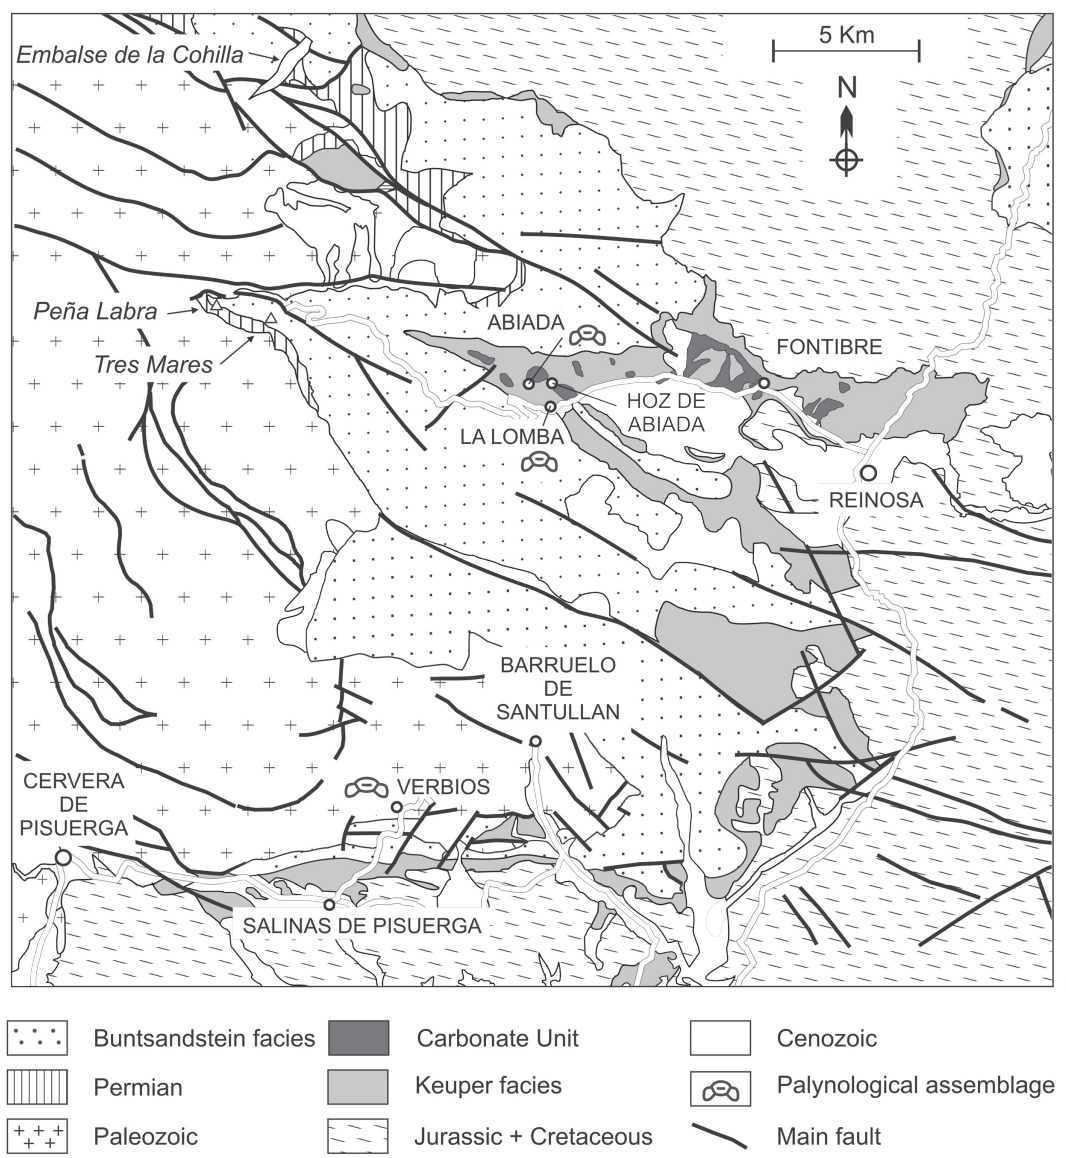 Embalse de la Cohilla
5 Km
N
Peña Labra
Tres Mares
ABIADA
FONTIBRE
HOZ DE
ABIADA
LA LOMBA
REINOSA
BARRUELO
DE
SANTULLAN
CERVERA
DE
PISUERGA
VERBIOS
SALINAS DE PISUERGA
Buntsandstein facies
Carbonate Unit
Cenozoic
Permian
Keuper facies
Palynological assemblage
Paleozoic
Jurassic + Cretaceous
Main fault